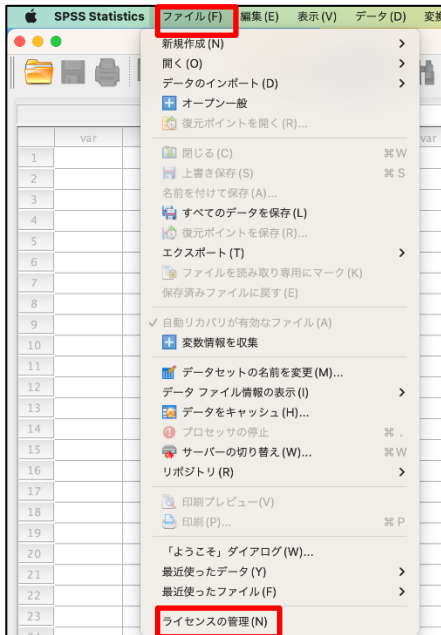 SPSS Statistics ファイル(F) 編集(E) 表示(V) データ(D) 変換
新規作成(N)
開く(O)
データのインポート(D)
オープン一般
復元ポイントを開く(R)...
var var
閉じる(C) ⌘W
1
上書き保存(S) ⌘S
2
名前を付けて保存(A)...
3
すべてのデータを保存(L)
4
復元ポイントを保存(R)...
5
エクスポート(T)
6
ファイルを読み取り専用にマーク(K)
7
保存済みファイルに戻す(E)
8
自動リカバリが有効なファイル(A)
9
変数情報を収集
10
データセットの名前を変更(M)...
11
データ ファイル情報の表示(I)
12
データをキャッシュ(H)...
13
プロセッサの停止 ⌘.
14
サーバーの切り替え(W)... ⌘W
15
リポジトリ(R)
16
17
印刷プレビュー(V)
18
印刷(P)... ⌘P
19
「ようこそ」ダイアログ(W)...
20
最近使ったデータ(Y)
21
最近使ったファイル(F)
22
23
ライセンスの管理(N)